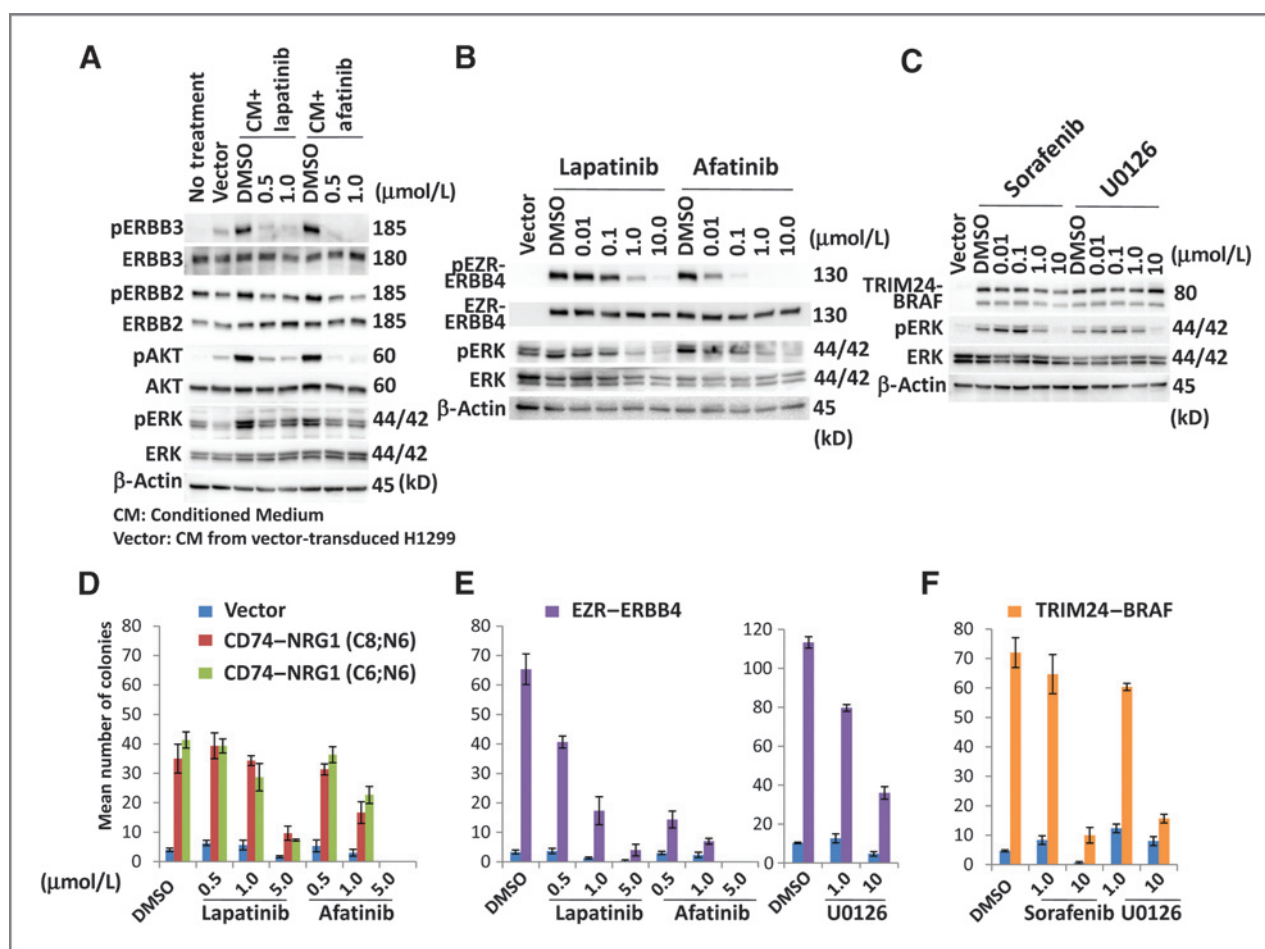 A
No treatment
Vector
DMSO
CM+
lapatinib
0.5
1.0
DMSO
CM+
afatinib
0.5
1.0
(μmol/L)
pERBB3 185
ERBB3 180
pERBB2 185
ERBB2 185
pAKT 60
AKT 60
pERK 44/42
ERK 44/42
β-Actin 45 (kD)
CM: Conditioned Medium
Vector: CM from vector-transduced H1299
B
Lapatinib Afatinib
Vector
DMSO
0.01
0.1
1.0
10.0
DMSO
0.01
0.1
1.0
10.0
(μmol/L)
pEZR-
ERBB4 130
EZR-
ERBB4 130
pERK 44/42
ERK 44/42
β-Actin 45
(kD)
C
Sorafenib U0126
Vector
DMSO
0.01
0.1
1.0
10
DMSO
0.01
0.1
1.0
10
(μmol/L)
TRIM24-
BRAF 80
pERK 44/42
ERK 44/42
β-Actin 45
(kD)
D
Vector
CD74–NRG1 (C8;N6)
CD74–NRG1 (C6;N6)
Mean number of colonies
80
70
60
50
40
30
20
10
0
(μmol/L)
DMSO 0.5 1.0 5.0 0.5 1.0 5.0
Lapatinib Afatinib
E
EZR–ERBB4
80
70
60
50
40
30
20
10
0
DMSO 0.5 1.0 5.0 0.5 1.0 5.0
Lapatinib Afatinib
120
100
80
60
40
20
0
DMSO 1.0 10
U0126
F
TRIM24–BRAF
80
70
60
50
40
30
20
10
0
DMSO 1.0 10 1.0 10
Sorafenib U0126